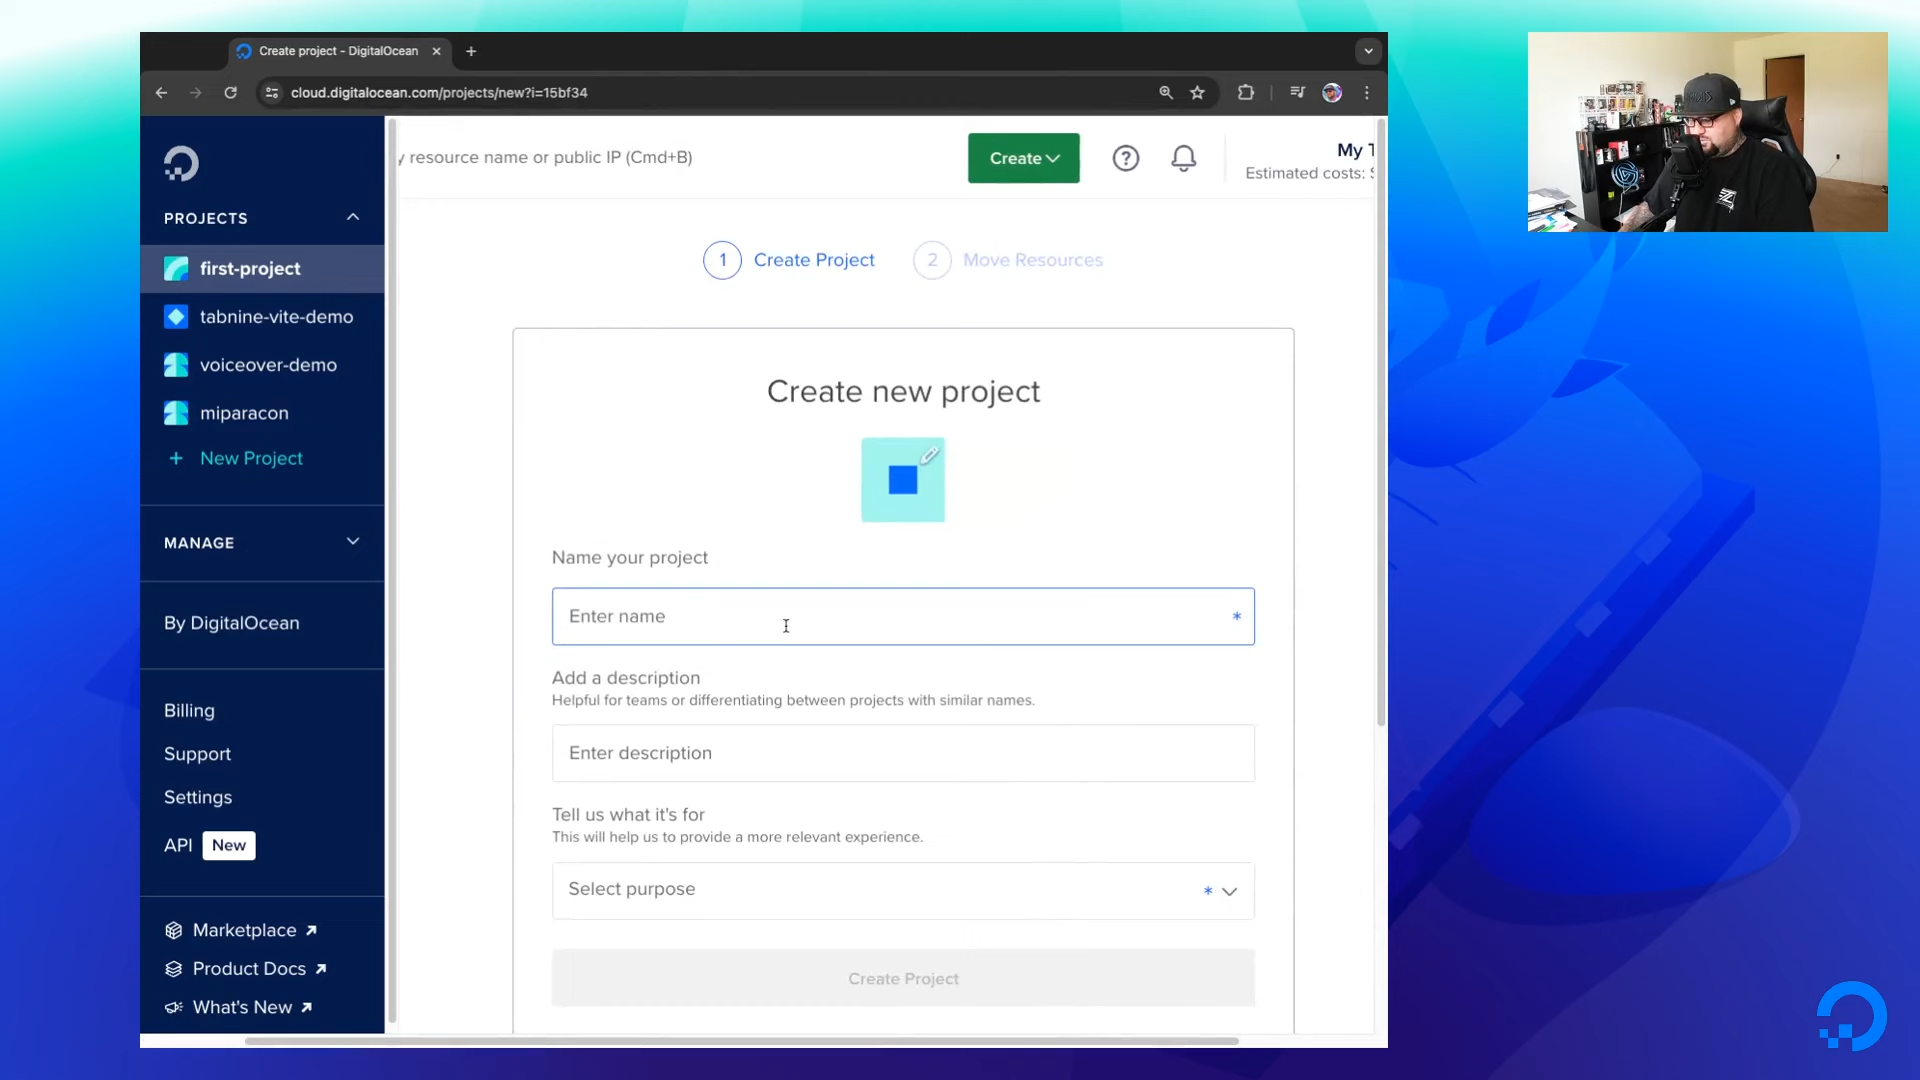 Create project - DigitalOcean
cloud.digitalocean.com/projects/new?i=15bf34
PROJECTS
first-project
tabnine-vite-demo
voiceover-demo
miparacon
+ New Project
MANAGE
By DigitalOcean
Billing
Support
Settings
API New
Marketplace
Product Docs
What's New
y resource name or public IP (Cmd+B)
Create
My T
Estimated costs: $
1 Create Project 2 Move Resources
Create new project
Name your project
Enter name *
Add a description
Helpful for teams or differentiating between projects with similar names.
Enter description
Tell us what it's for
This will help us to provide a more relevant experience.
Select purpose *
Create Project